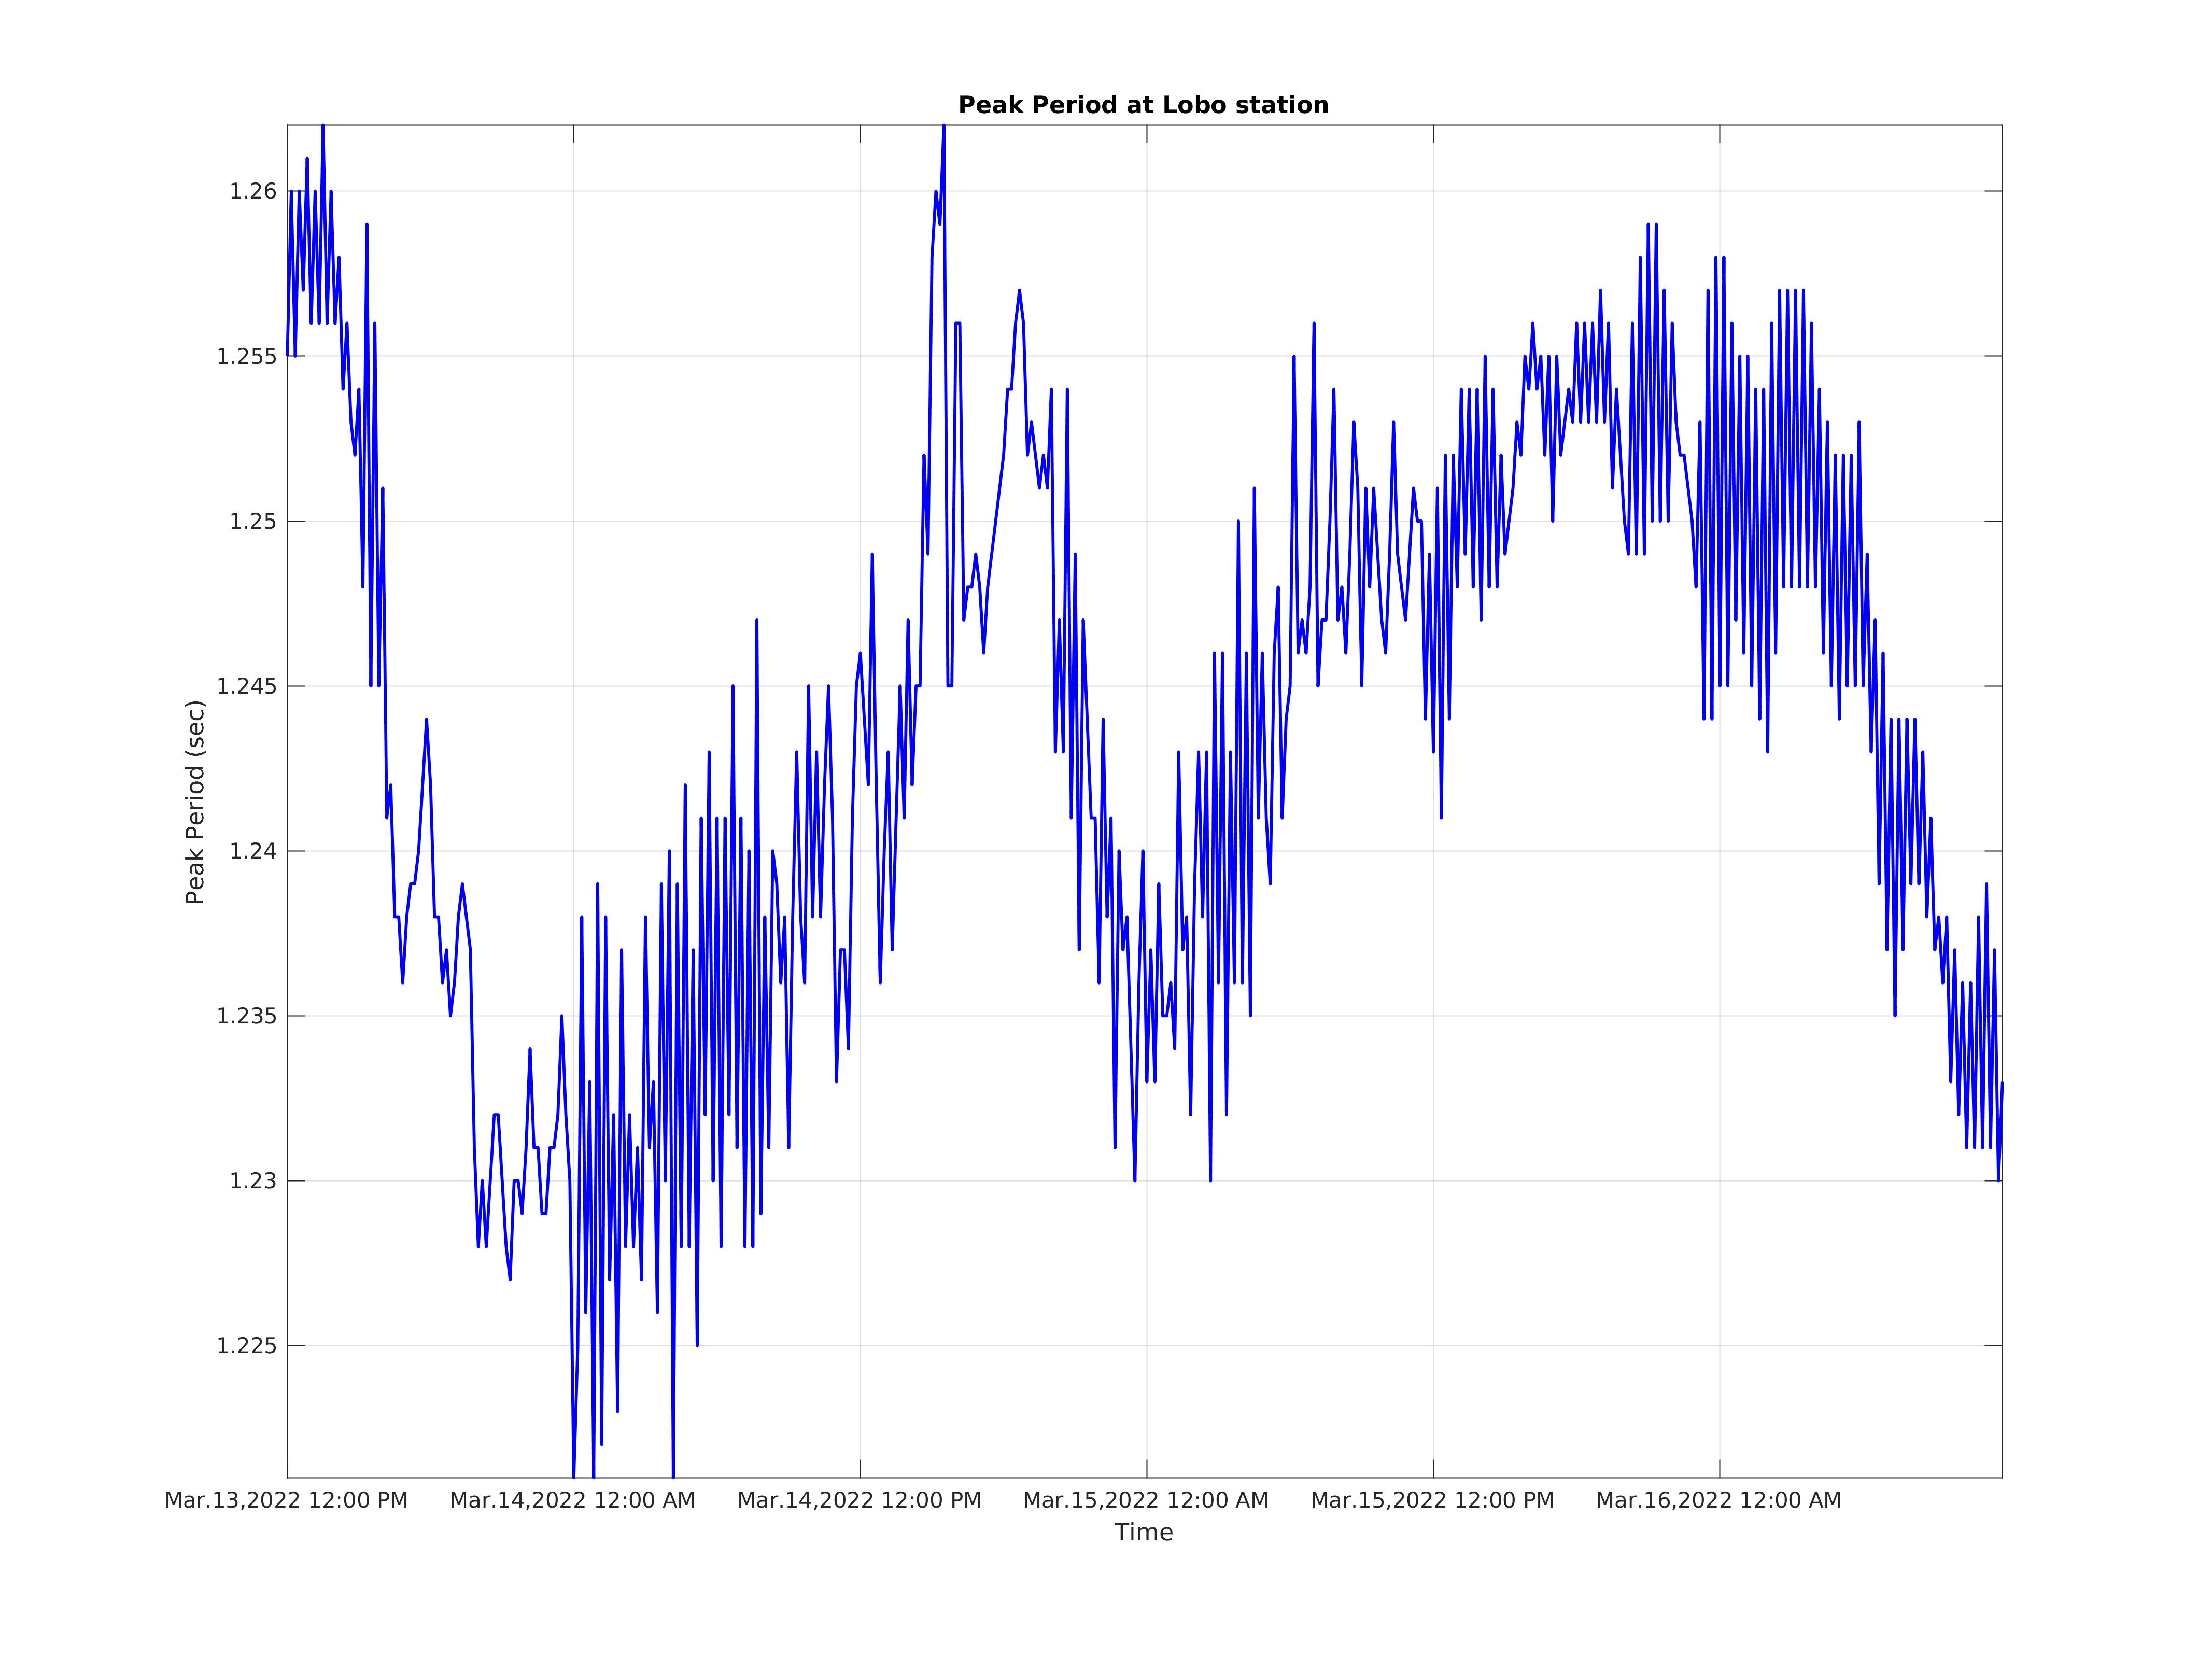 Peak Period at Lobo station
1.26
1.255
1.25
1.245
1.24
1.235
1.23
1.225
Peak Period (sec)
Mar.13,2022 12:00 PM Mar.14,2022 12:00 AM Mar.14,2022 12:00 PM Mar.15,2022 12:00 AM Mar.15,2022 12:00 PM Mar.16,2022 12:00 AM
Time